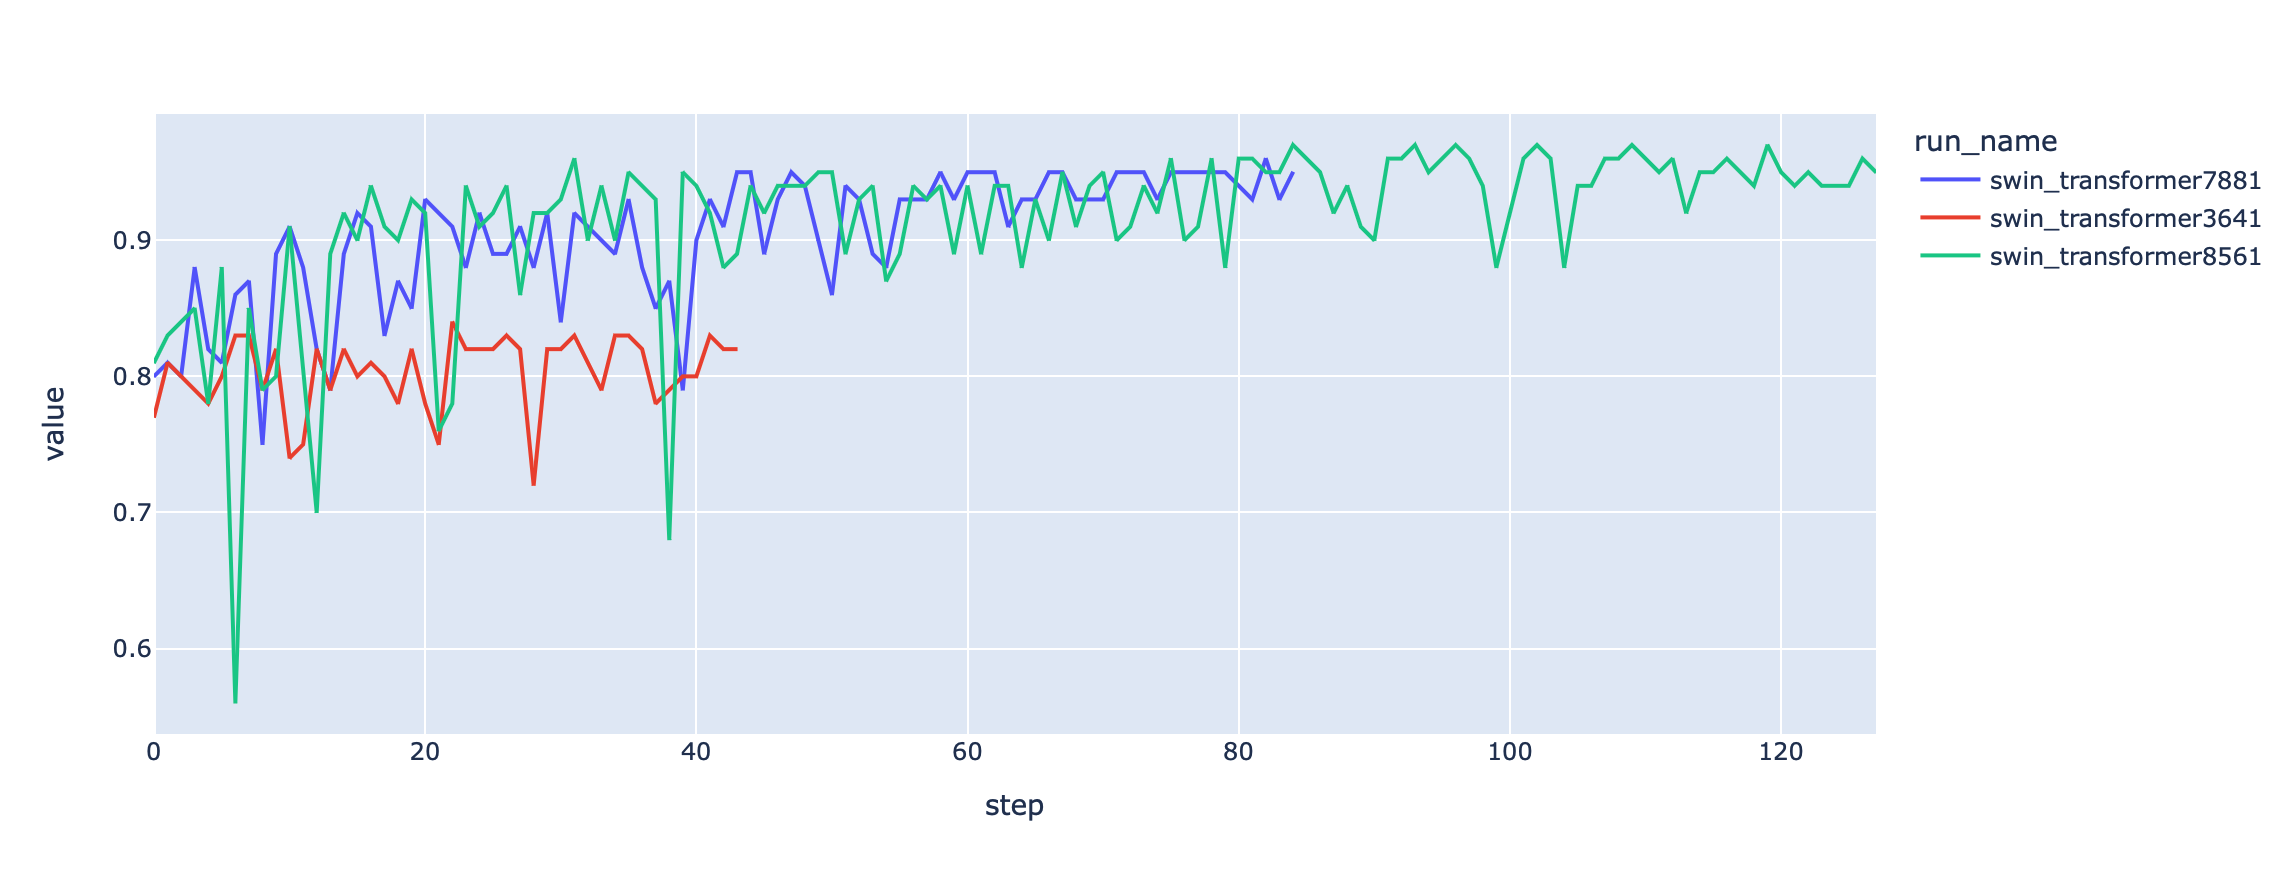 run_name
swin_transformer7881
swin_transformer3641
swin_transformer8561
0.9
0.8
0.7
0.6
value
0 20 40 60 80 100 120
step